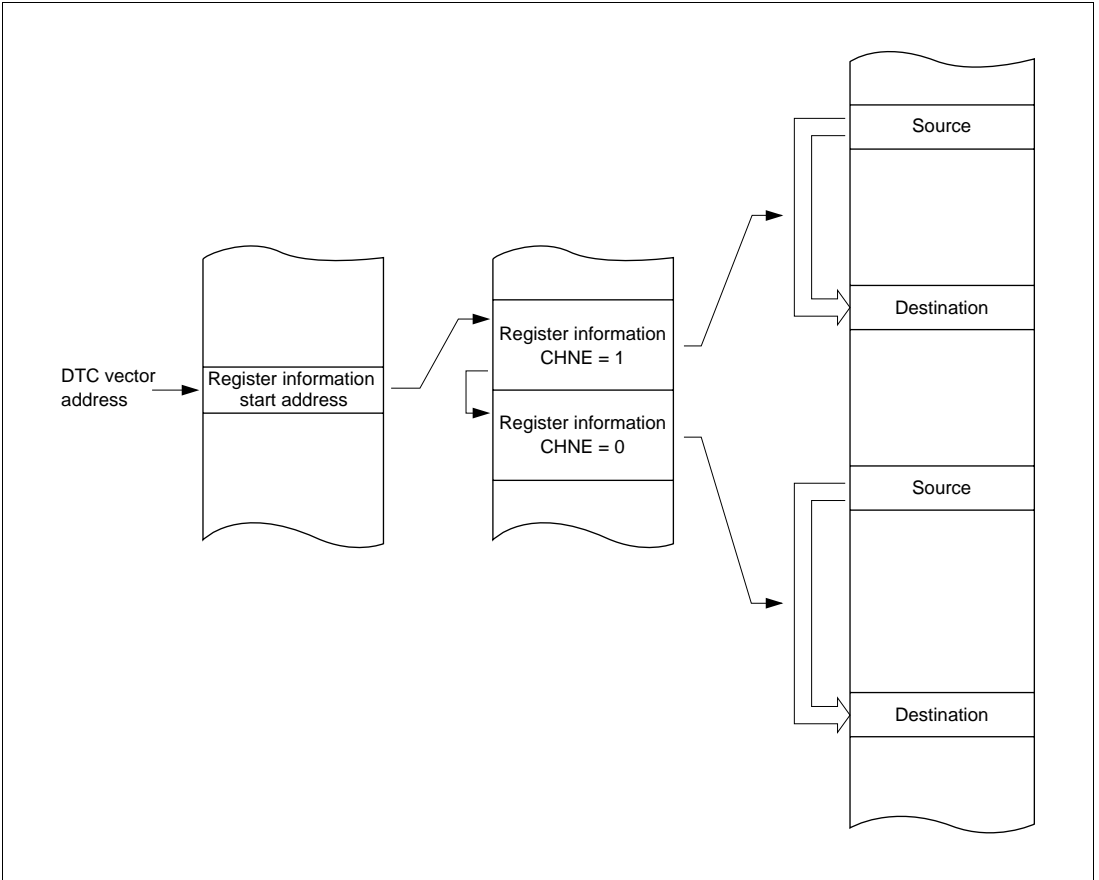 DTC vector
address
Register information
start address
Register information
CHNE = 1
Register information
CHNE = 0
Source
Destination
Source
Destination